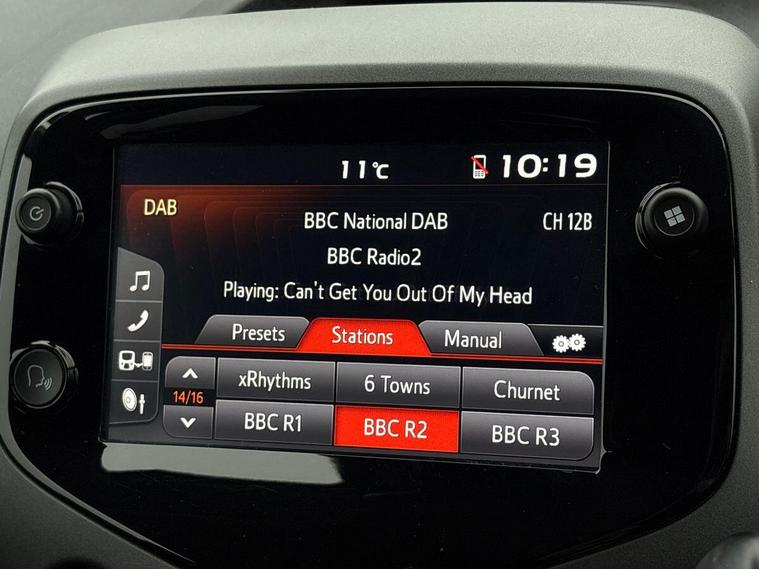 11°C
10:19
DAB
BBC National DAB
CH 12B
BBC Radio2
Playing: Can't Get You Out Of My Head
Presets
Stations
Manual
xRhythms
6 Towns
Churnet
14/16
BBC R1
BBC R2
BBC R3